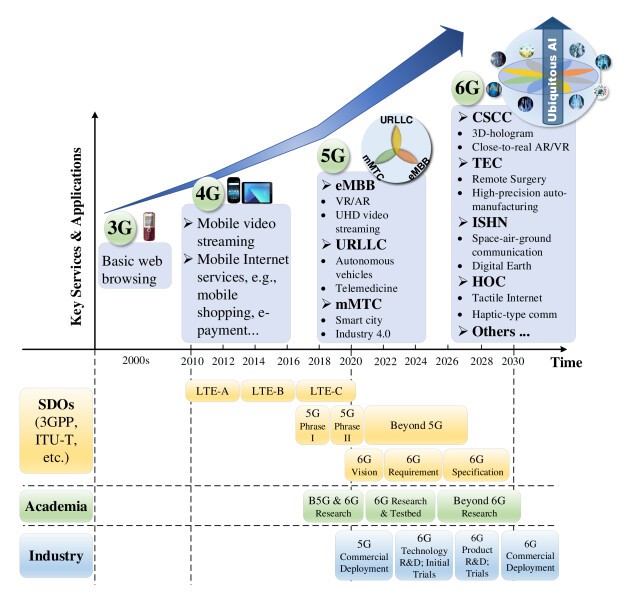 Key Services & Applications
3G
Basic web
browsing
4G
➢ Mobile video
streaming
➢ Mobile Internet
services, e.g.,
mobile
shopping, e-
payment...
5G
URLLC
mMTC
eMBB
➢ eMBB
• VR/AR
• UHD video
streaming
➢ URLLC
• Autonomous
vehicles
• Telemedicine
➢ mMTC
• Smart city
• Industry 4.0
6G
Ubiquitous AI
➢ CSCC
• 3D-hologram
• Close-to-real AR/VR
➢ TEC
• Remote Surgery
• High-precision auto-
manufacturing
➢ ISHN
• Space-air-ground
communication
• Digital Earth
➢ HOC
• Tactile Internet
• Haptic-type comm
➢ Others ...
2000s 2010 2012 2014 2016 2018 2020 2022 2024 2026 2028 2030 Time
SDOs
(3GPP,
ITU-T,
etc.)
LTE-A LTE-B LTE-C
5G
Phrase
I
5G
Phrase
II
Beyond 5G
6G
Vision
6G
Requirement
6G
Specification
Academia
B5G & 6G
Research
6G Research
& Testbed
Beyond 6G
Research
Industry
5G
Commercial
Deployment
6G
Technology
R&D; Initial
Trials
6G
Product
R&D;
Trials
6G
Commercial
Deployment